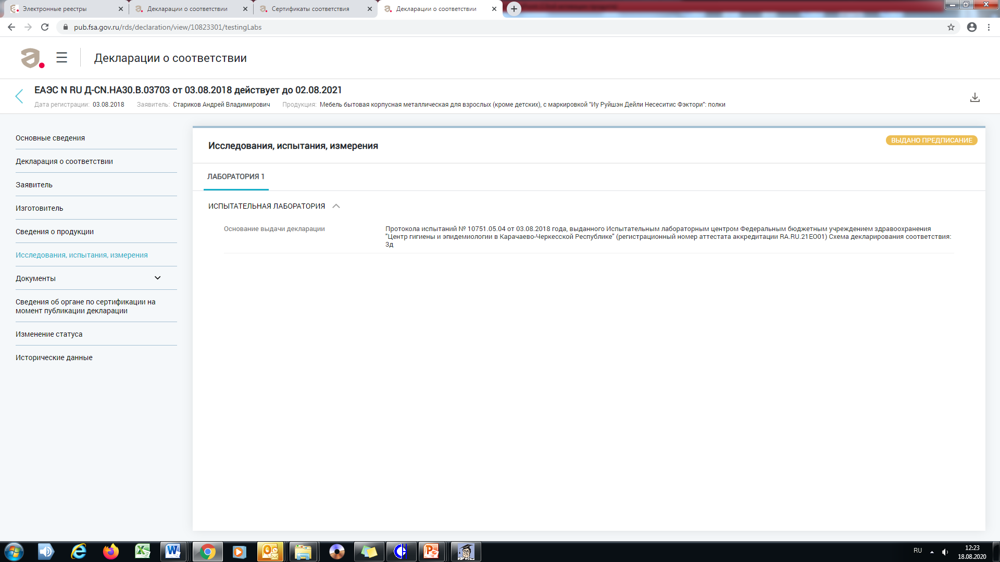 Электронные реестры
Декларации о соответствии
Сертификаты соответствия
Декларации о соответствии
pub.fsa.gov.ru/rds/declaration/view/10823301/testingLabs
Декларации о соответствии
ЕАЭС N RU Д-CN.НА30.В.03703 от 03.08.2018 действует до 02.08.2021
Дата регистрации: 03.08.2018 Заявитель: Стариков Андрей Владимирович Продукция: Мебель бытовая корпусная металлическая для взрослых (кроме детских), с маркировкой "Иу Руйшэн Дейли Несеситис Фэктори": полки
Основные сведения
Декларация о соответствии
Заявитель
Изготовитель
Сведения о продукции
Исследования, испытания, измерения
Документы
Сведения об органе по сертификации на
момент публикации декларации
Изменение статуса
Исторические данные
Исследования, испытания, измерения
ВЫДАНО ПРЕДПИСАНИЕ
ЛАБОРАТОРИЯ 1
ИСПЫТАТЕЛЬНАЯ ЛАБОРАТОРИЯ
Основание выдачи декларации
Протокола испытаний № 10751.05.04 от 03.08.2018 года, выданного Испытательным лабораторным центром Федеральным бюджетным учреждением здравоохранения
"Центр гигиены и эпидемиологии в Карачаево-Черкесской Республике" (регистрационный номер аттестата аккредитации RA.RU.21ЕО01) Схема декларирования соответствия:
3д
RU
12:23
18.08.2020